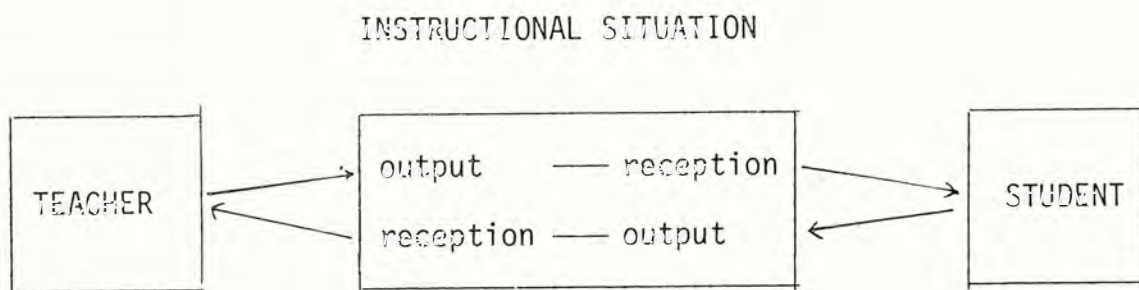 INSTRUCTIONAL SITUATION
output — reception
TEACHER
STUDENT
reception — output